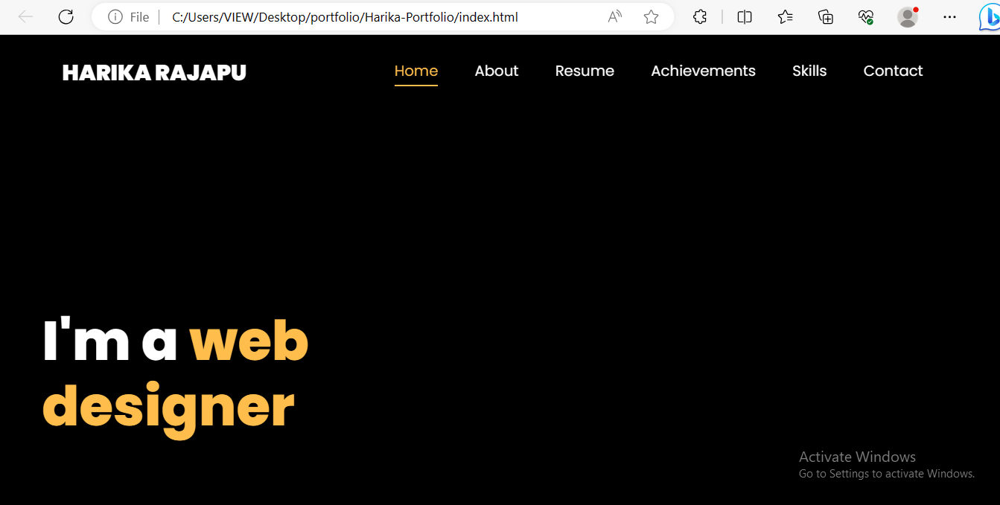 File C:/Users/VIEW/Desktop/portfolio/Harika-Portfolio/index.html
HARIKA RAJAPU Home About Resume Achievements Skills Contact
I'm a web
designer
Activate Windows
Go to Settings to activate Windows.